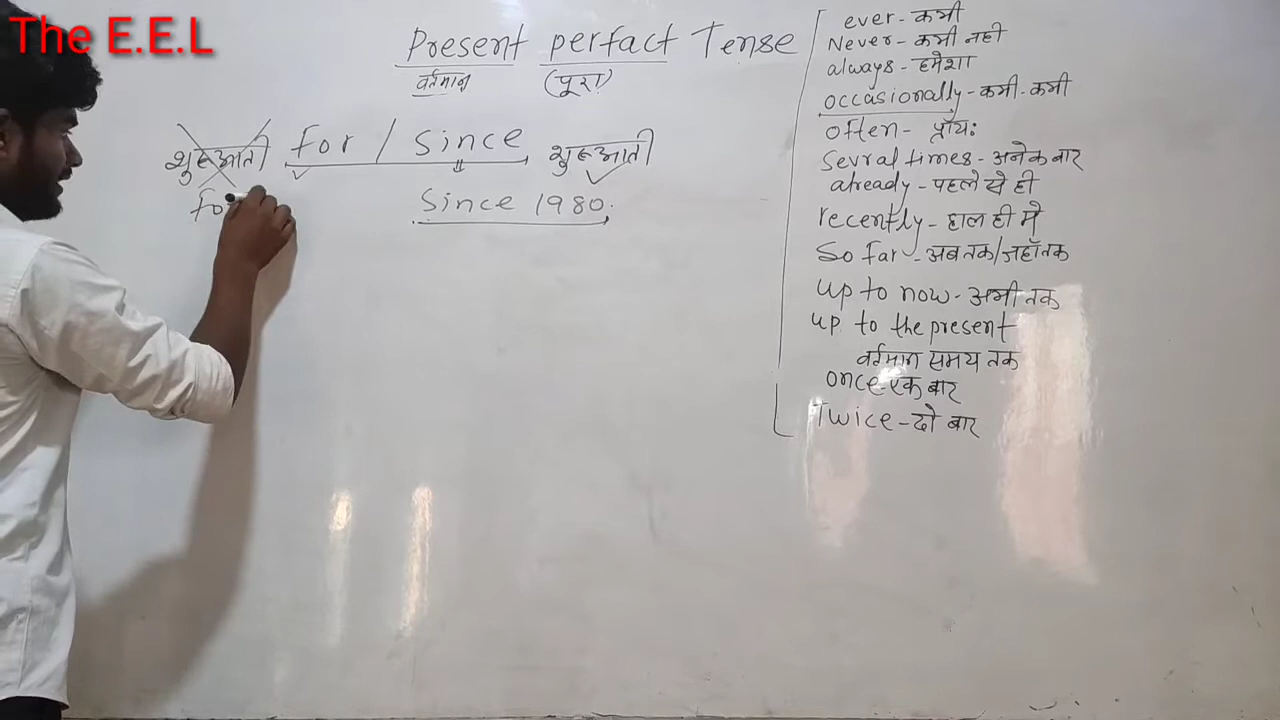 The E.E.L
Present perfact Tense
वर्तमान (पूरा)
शुरूआती For / Since शुरूआती
for
Since 1980.
ever - कभी
Never - कभी नही
always - हमेशा
occasionally - कभी-कभी
often - प्रॉय:
Sevral times - अनेक बार
already - पहले से ही
recently - हाल ही मे
So far - अब तक/जहाँ तक
up to now - अभी तक
up to the present
वर्तमान समय तक
once - एक बार
Twice - दो बार